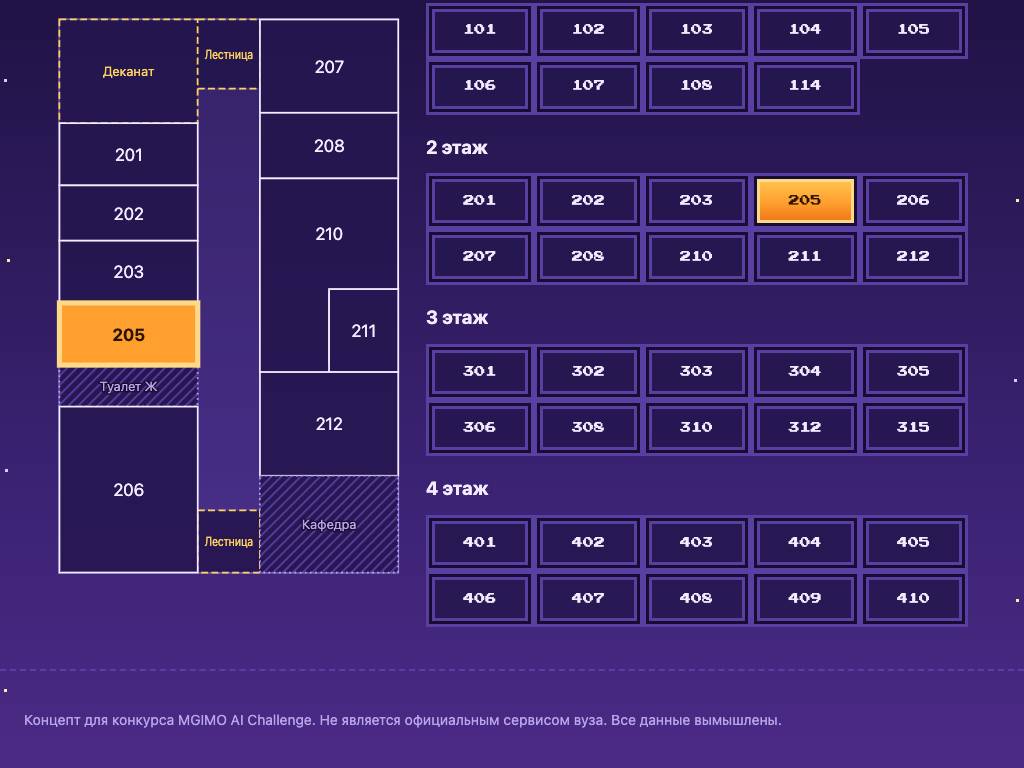 Деканат
Лестница
207
201
208
202
210
203
205
211
Туалет Ж
212
206
Кафедра
Лестница
101 102 103 104 105
106 107 108 114
2 этаж
201 202 203 205 206
207 208 210 211 212
3 этаж
301 302 303 304 305
306 308 310 312 315
4 этаж
401 402 403 404 405
406 407 408 409 410
Концепт для конкурса MGIMO AI Challenge. Не является официальным сервисом вуза. Все данные вымышлены.